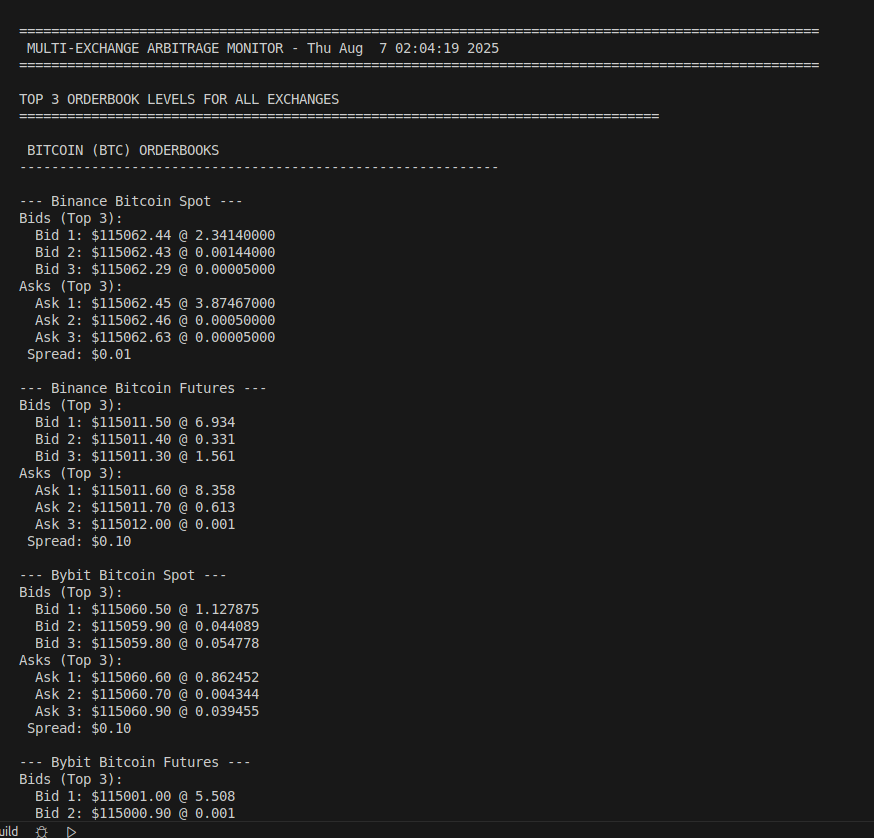 ====================================================================================================
MULTI-EXCHANGE ARBITRAGE MONITOR - Thu Aug  7 02:04:19 2025
====================================================================================================
TOP 3 ORDERBOOK LEVELS FOR ALL EXCHANGES
================================================================================
BITCOIN (BTC) ORDERBOOKS
------------------------------------------------------------
--- Binance Bitcoin Spot ---
Bids (Top 3):
Bid 1: $115062.44 @ 2.34140000
Bid 2: $115062.43 @ 0.00144000
Bid 3: $115062.29 @ 0.00005000
Asks (Top 3):
Ask 1: $115062.45 @ 3.87467000
Ask 2: $115062.46 @ 0.00050000
Ask 3: $115062.63 @ 0.00005000
Spread: $0.01
--- Binance Bitcoin Futures ---
Bids (Top 3):
Bid 1: $115011.50 @ 6.934
Bid 2: $115011.40 @ 0.331
Bid 3: $115011.30 @ 1.561
Asks (Top 3):
Ask 1: $115011.60 @ 8.358
Ask 2: $115011.70 @ 0.613
Ask 3: $115012.00 @ 0.001
Spread: $0.10
--- Bybit Bitcoin Spot ---
Bids (Top 3):
Bid 1: $115060.50 @ 1.127875
Bid 2: $115059.90 @ 0.044089
Bid 3: $115059.80 @ 0.054778
Asks (Top 3):
Ask 1: $115060.60 @ 0.862452
Ask 2: $115060.70 @ 0.004344
Ask 3: $115060.90 @ 0.039455
Spread: $0.10
--- Bybit Bitcoin Futures ---
Bids (Top 3):
Bid 1: $115001.00 @ 5.508
Bid 2: $115000.90 @ 0.001
uild